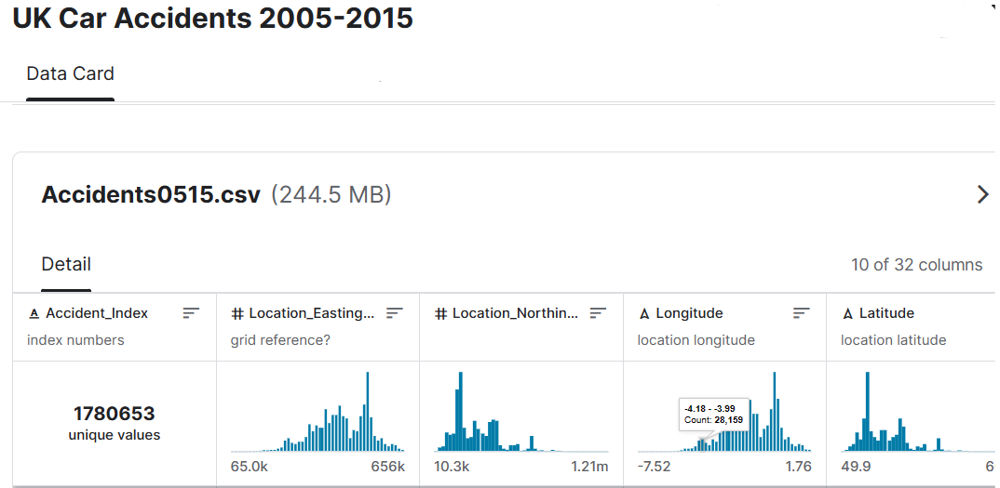 UK Car Accidents 2005-2015
Data Card
Accidents0515.csv (244.5 MB)
Detail
10 of 32 columns
Accident_Index
# Location_Easting...
# Location_Northin...
Longitude
Latitude
index numbers
grid reference?
location longitude
location latitude
1780653
unique values
-4.18 - -3.99
Count: 28,159
65.0k
656k
10.3k
1.21m
-7.52
1.76
49.9